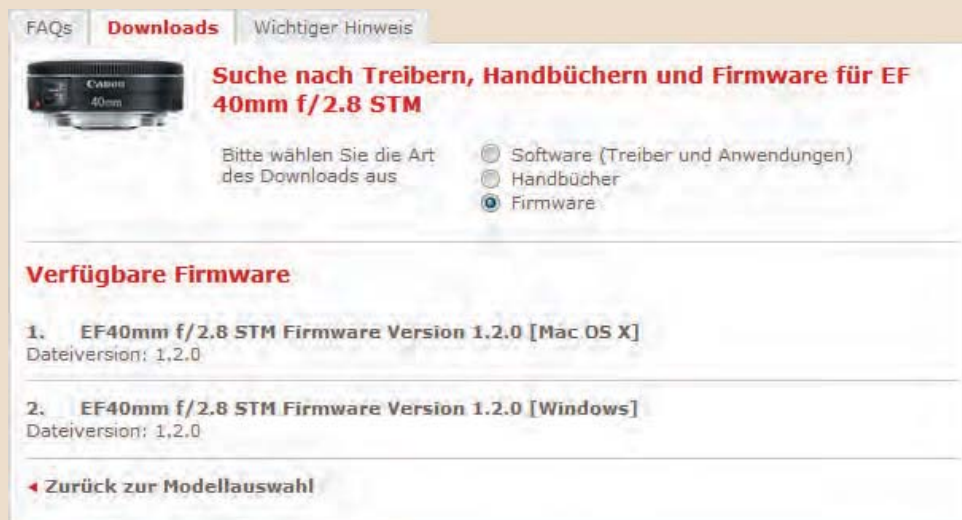 FAQs
Downloads
Wichtiger Hinweis
Canon
40mm
Suche nach Treibern, Handbüchern und Firmware für EF
40mm f/2.8 STM
Bitte wählen Sie die Art
des Downloads aus
Software (Treiber und Anwendungen)
Handbücher
Firmware
Verfügbare Firmware
1. EF40mm f/2.8 STM Firmware Version 1.2.0 [Mac OS X]
Dateiversion: 1.2.0
2. EF40mm f/2.8 STM Firmware Version 1.2.0 [Windows]
Dateiversion: 1.2.0
Zurück zur Modellauswahl